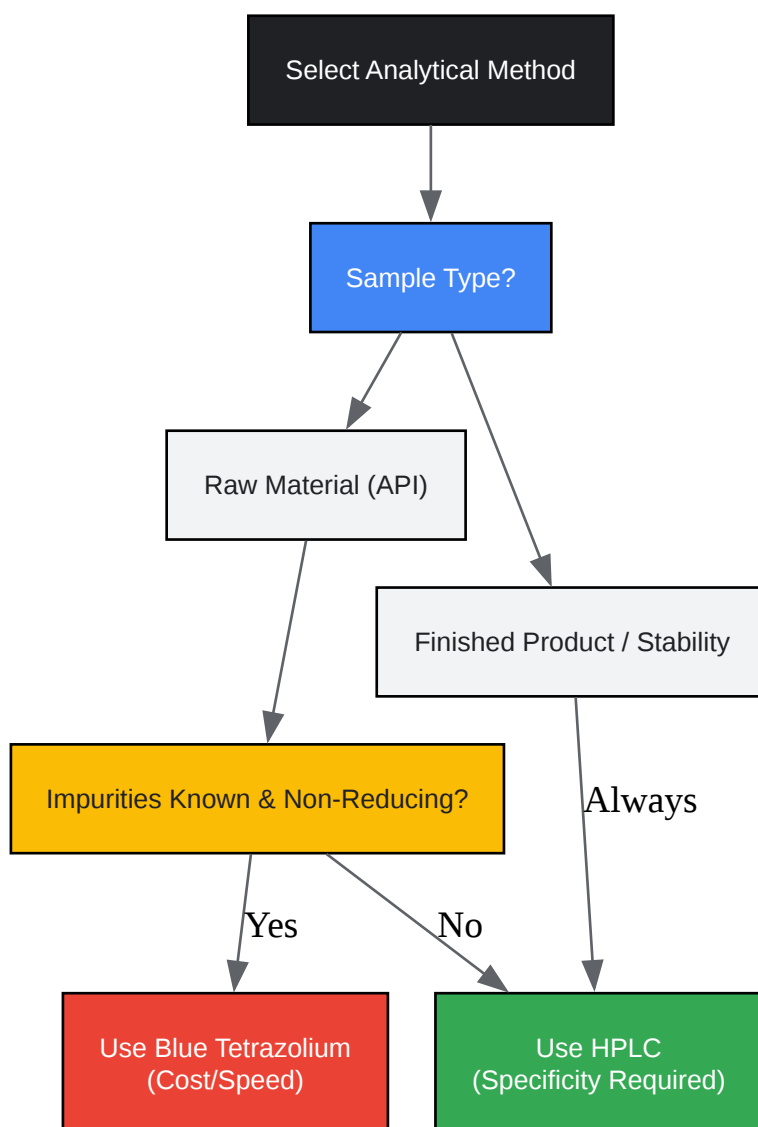 Select Analytical Method
Sample Type?
Raw Material (API)
Finished Product / Stability
Impurities Known & Non-Reducing?
Always
Yes
No
Use Blue Tetrazolium
(Cost/Speed)
Use HPLC
(Specificity Required)